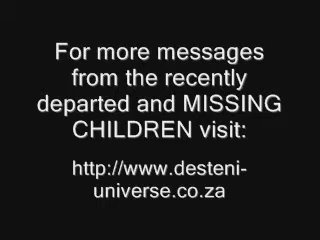 For more messages
from the recently
departed and MISSING
CHILDREN visit:
http://www.desteni-
universe.co.za